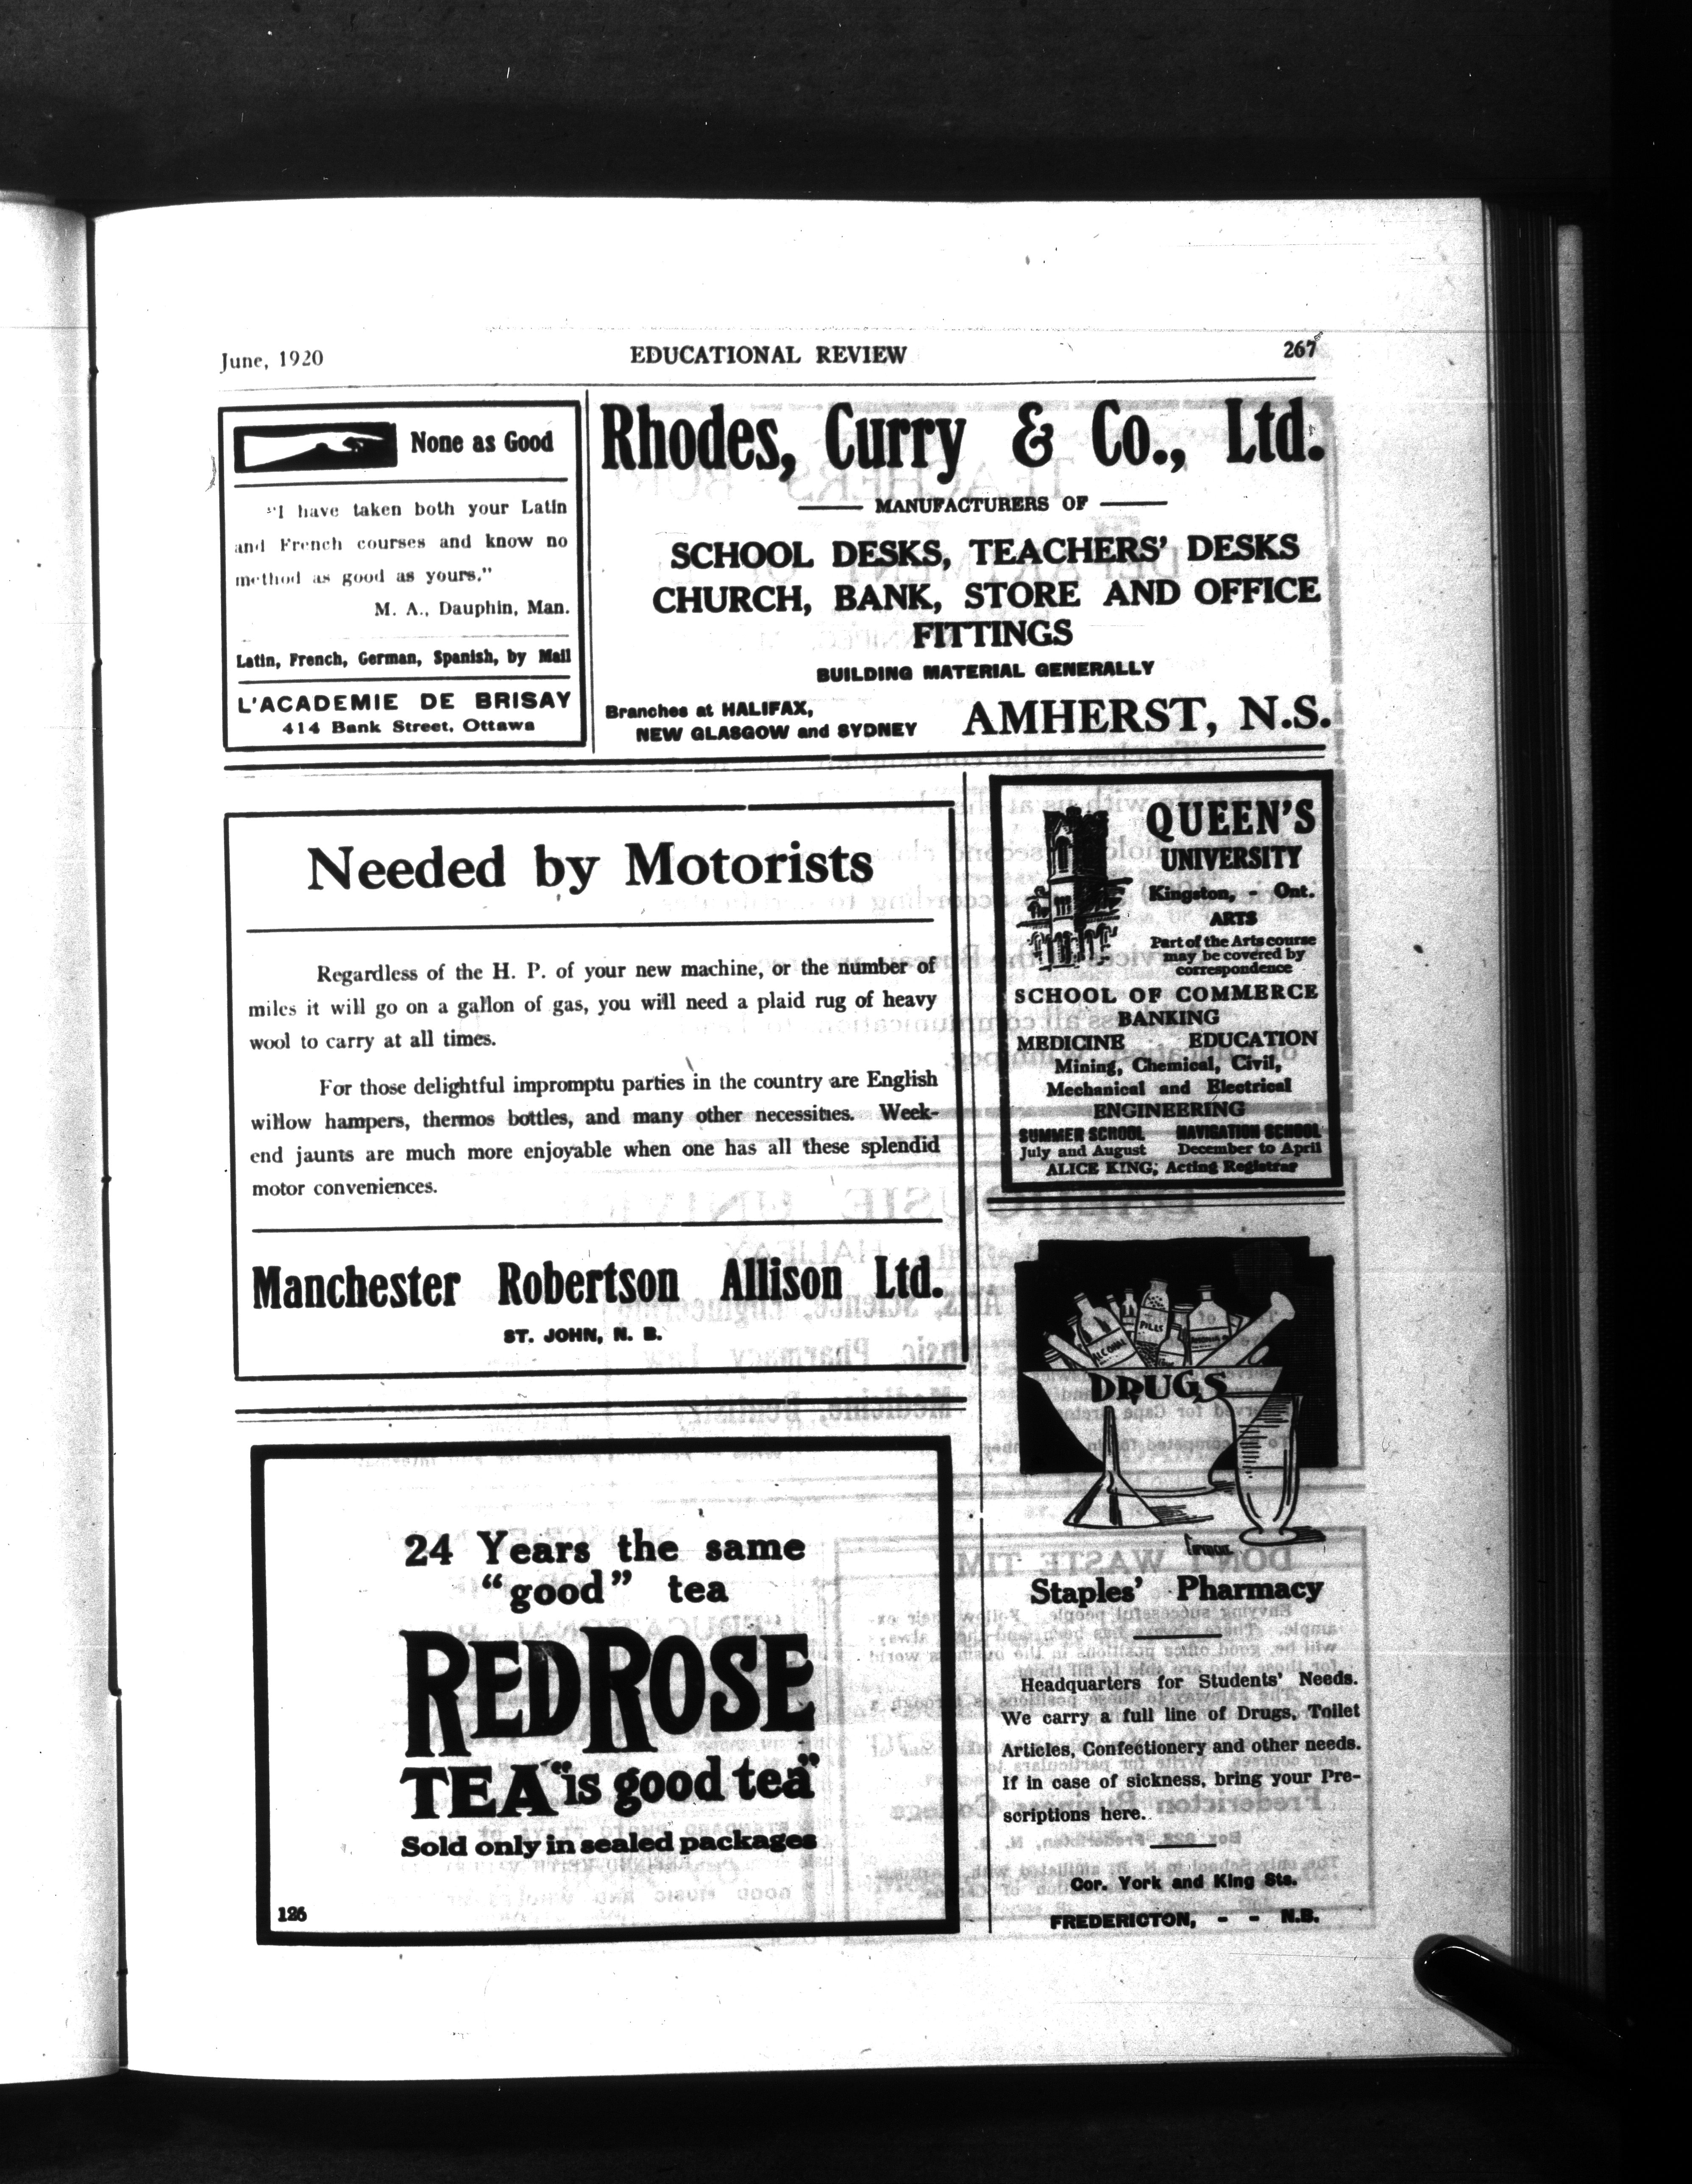 June, 1920
EDUCATIONAL REVIEW
267
None as Good
"I have taken both your Latin
and French courses and know no
method as good as yours."
M. A., Dauphin, Man.
Latin, French, German, Spanish, by Mail
L'ACADEMIE DE BRISAY
414 Bank Street, Ottawa
Rhodes, Curry & Co., Ltd.
MANUFACTURERS OF
SCHOOL DESKS, TEACHERS' DESKS
CHURCH, BANK, STORE AND OFFICE
FITTINGS
BUILDING MATERIAL GENERALLY
Branches at HALIFAX,
NEW GLASGOW and SYDNEY
AMHERST, N.S.
Needed by Motorists
Regardless of the H. P. of your new machine, or the number of
miles it will go on a gallon of gas, you will need a plaid rug of heavy
wool to carry at all times.
For those delightful impromptu parties in the country are English
willow hampers, thermos bottles, and many other necessities. Week-
end jaunts are much more enjoyable when one has all these splendid
motor conveniences.
Manchester Robertson Allison Ltd.
ST. JOHN, N. B.
QUEEN'S
UNIVERSITY
Kingston, - Ont.
ARTS
Part of the Arts course
may be covered by
correspondence
SCHOOL OF COMMERCE
BANKING
MEDICINE EDUCATION
Mining, Chemical, Civil,
Mechanical and Electrical
ENGINEERING
SUMMER SCHOOL NAVIGATION SCHOOL
July and August December to April
ALICE KING, Acting Registrar
24 Years the same
"good" tea
RED ROSE
TEA "is good tea"
Sold only in sealed packages
126
PILLS
ALCOHOL
DRUGS
Staples' Pharmacy
Headquarters for Students' Needs.
We carry a full line of Drugs, Toilet
Articles, Confectionery and other needs.
If in case of sickness, bring your Pre-
scriptions here.
Cor. York and King Sts.
FREDERICTON, - - N.B.